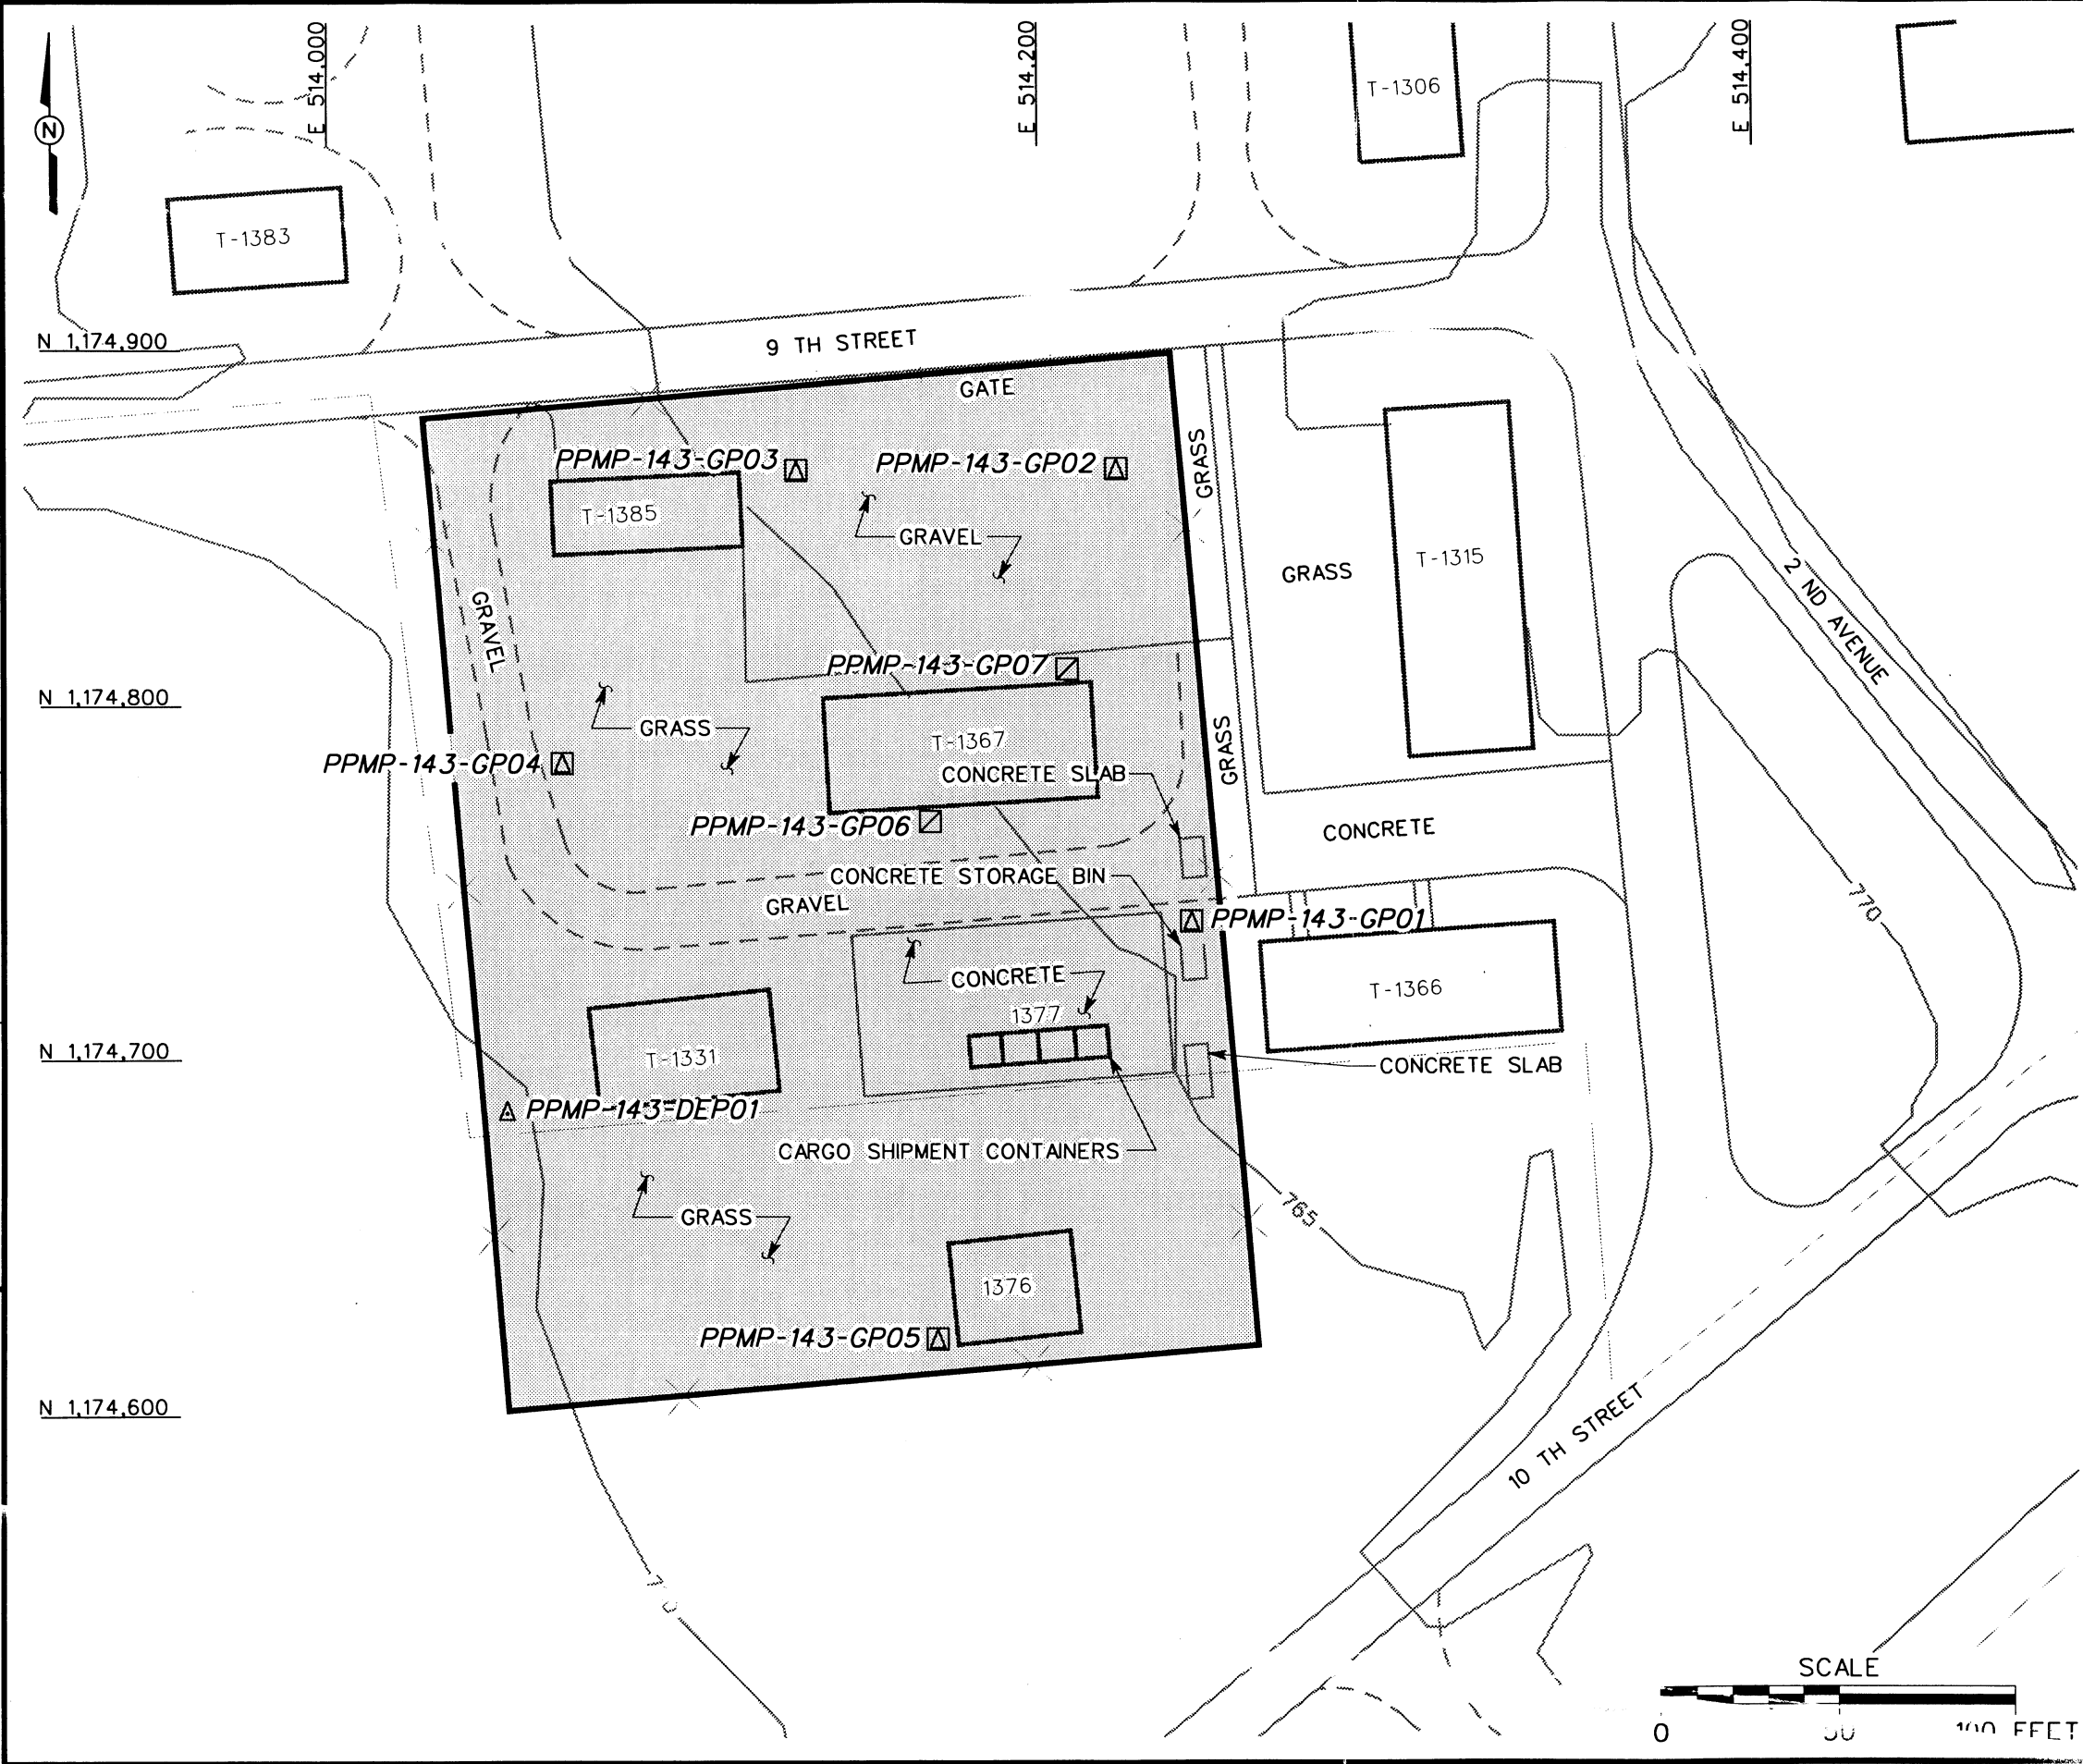 E 514,000
E 514,200
E 514,400
T-1306
N
T-1383
N 1,174,900
9 TH STREET
GATE
PPMP-143-GP03
PPMP-143-GP02
GRASS
T-1385
GRAVEL
GRASS
T-1315
2 ND AVENUE
GRAVEL
PPMP-143-GP07
N 1,174,800
GRASS
T-1367
GRASS
PPMP-143-GP04
CONCRETE SLAB
PPMP-143-GP06
CONCRETE
CONCRETE STORAGE BIN
GRAVEL
770
PPMP-143-GP01
CONCRETE
T-1366
1377
N 1,174,700
T-1331
CONCRETE SLAB
PPMP-143-DEP01
CARGO SHIPMENT CONTAINERS
GRASS
765
1376
PPMP-143-GP05
N 1,174,600
10 TH STREET
SCALE
0